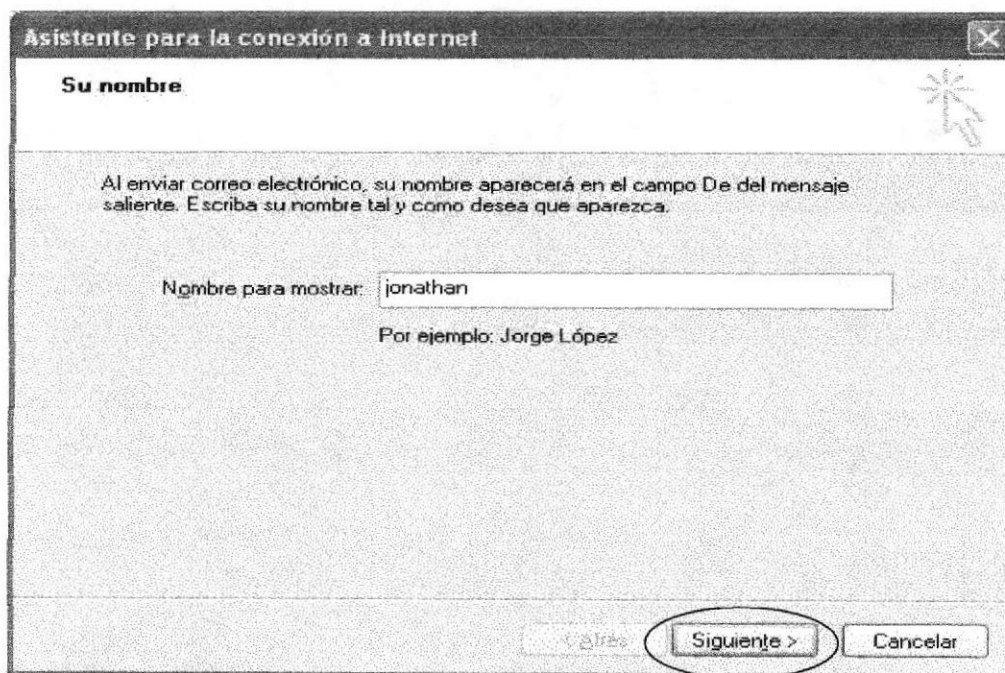 Asistente para la conexión a Internet
Su nombre
Al enviar correo electrónico, su nombre aparecerá en el campo De del mensaje
saliente. Escriba su nombre tal y como desea que aparezca.
Nombre para mostrar: jonathan
Por ejemplo: Jorge López
< Atrás Siguiente > Cancelar